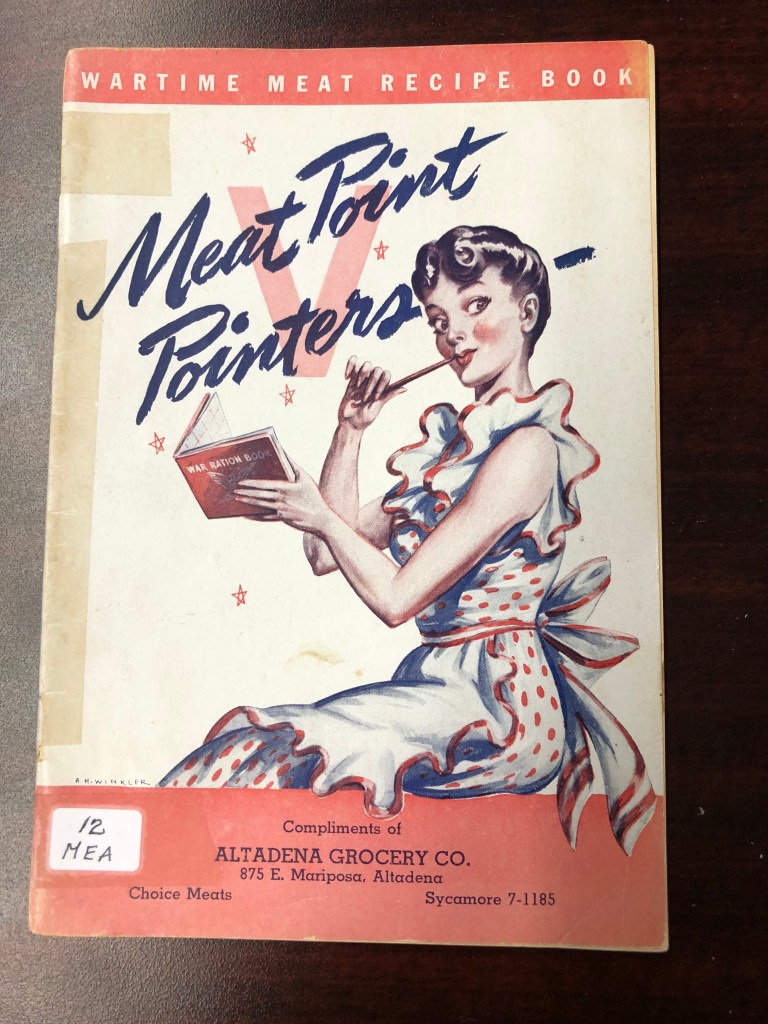 WARTIME MEAT RECIPE BOOK
Meat Point
V
Pointers -
WAR RATION BOOK
A.H. WINKLER
12
MEA
Compliments of
ALTADENA GROCERY CO.
875 E. Mariposa, Altadena
Choice Meats Sycamore 7-1185